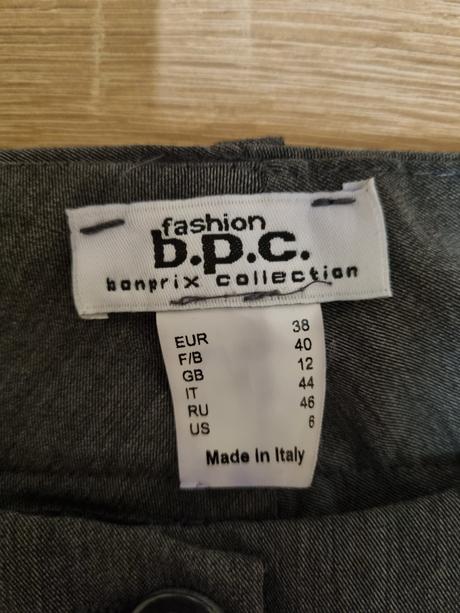 fashion
b.p.c.
bonprix collection
EUR 38
F/B 40
GB 12
IT 44
RU 46
US 6
Made in Italy